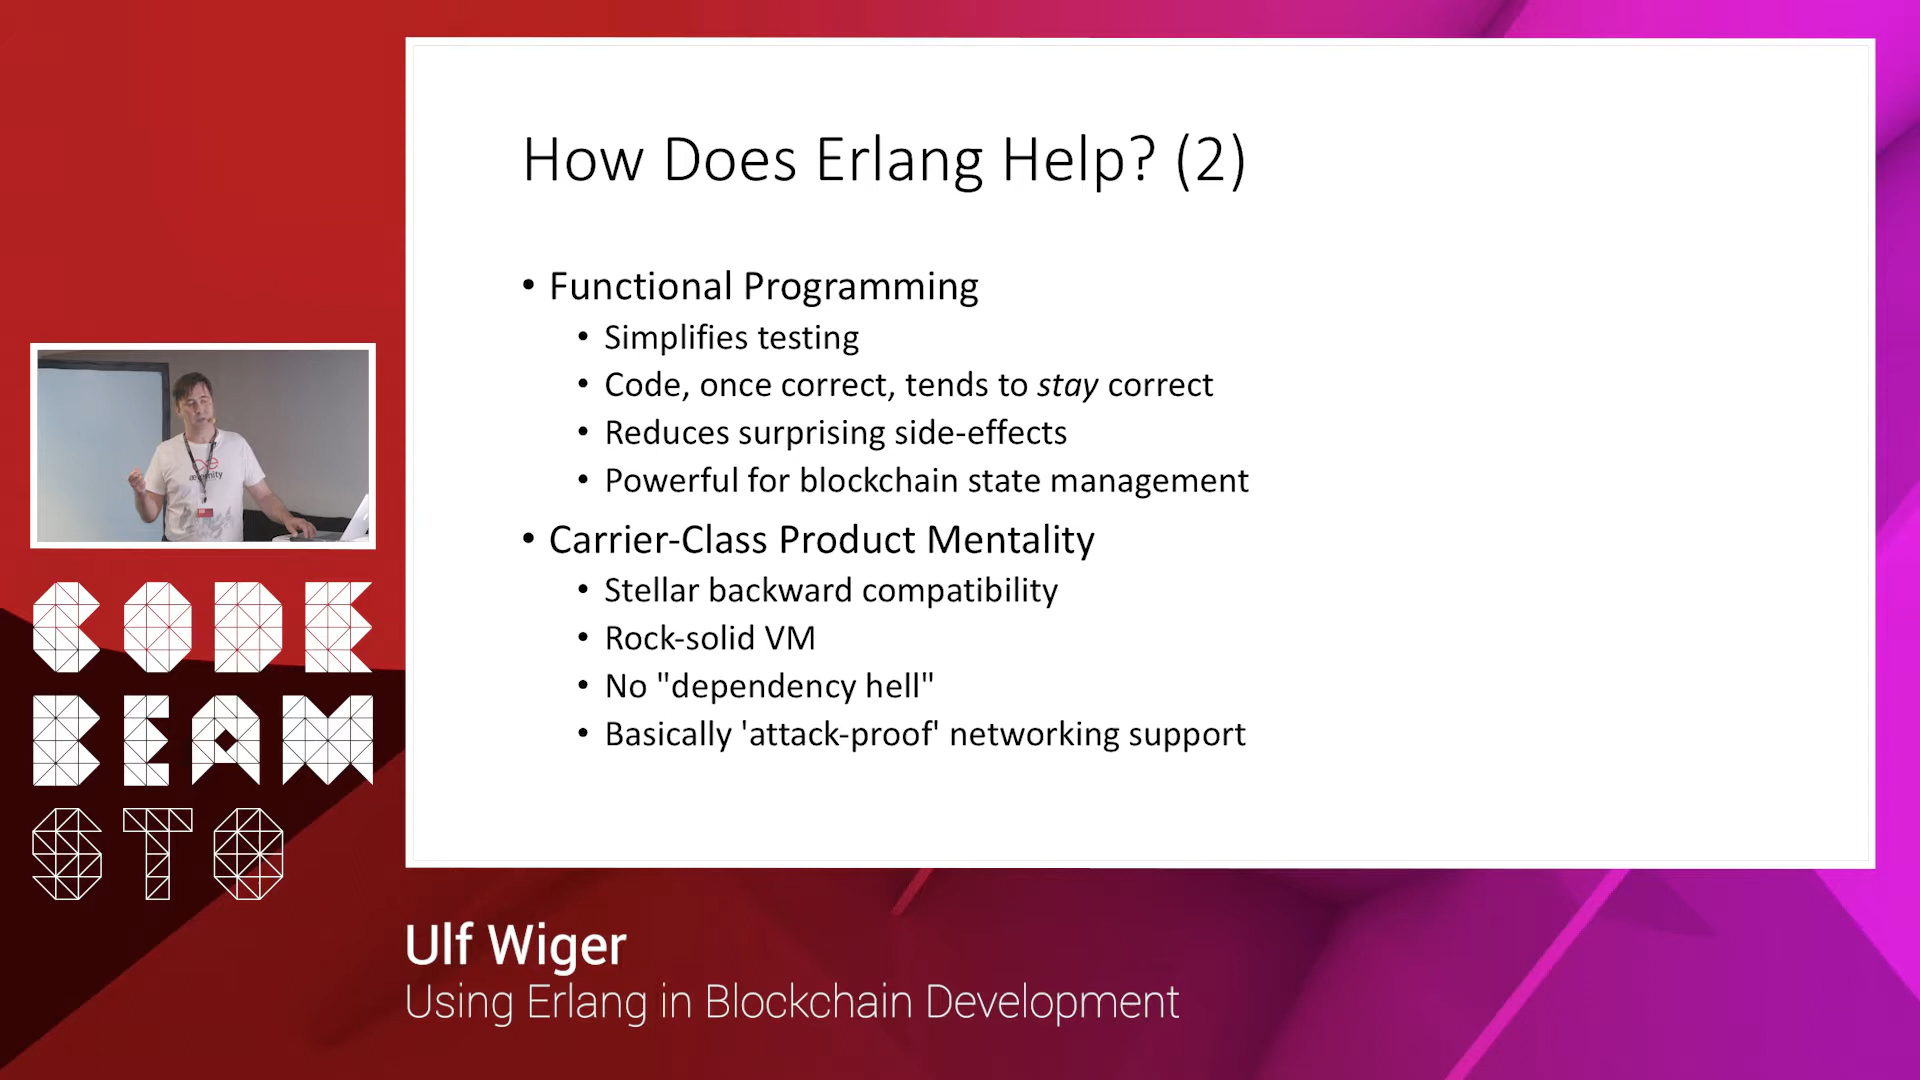 How Does Erlang Help? (2)
• Functional Programming
• Simplifies testing
• Code, once correct, tends to stay correct
• Reduces surprising side-effects
• Powerful for blockchain state management
• Carrier-Class Product Mentality
• Stellar backward compatibility
• Rock-solid VM
• No "dependency hell"
• Basically 'attack-proof' networking support
CODE
BEAM
STO
Ulf Wiger
Using Erlang in Blockchain Development